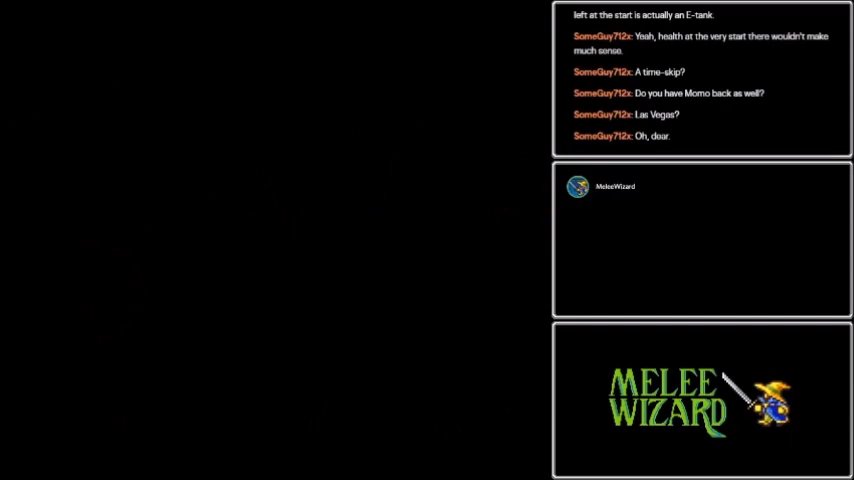 left at the start is actually an E-tank.
SomeGuy712x: Yeah, health at the very start there wouldn't make
much sense.
SomeGuy712x: A time-skip?
SomeGuy712x: Do you have Momo back as well?
SomeGuy712x: Las Vegas?
SomeGuy712x: Oh, dear.
MeleeWizard
MELEE
WIZARD